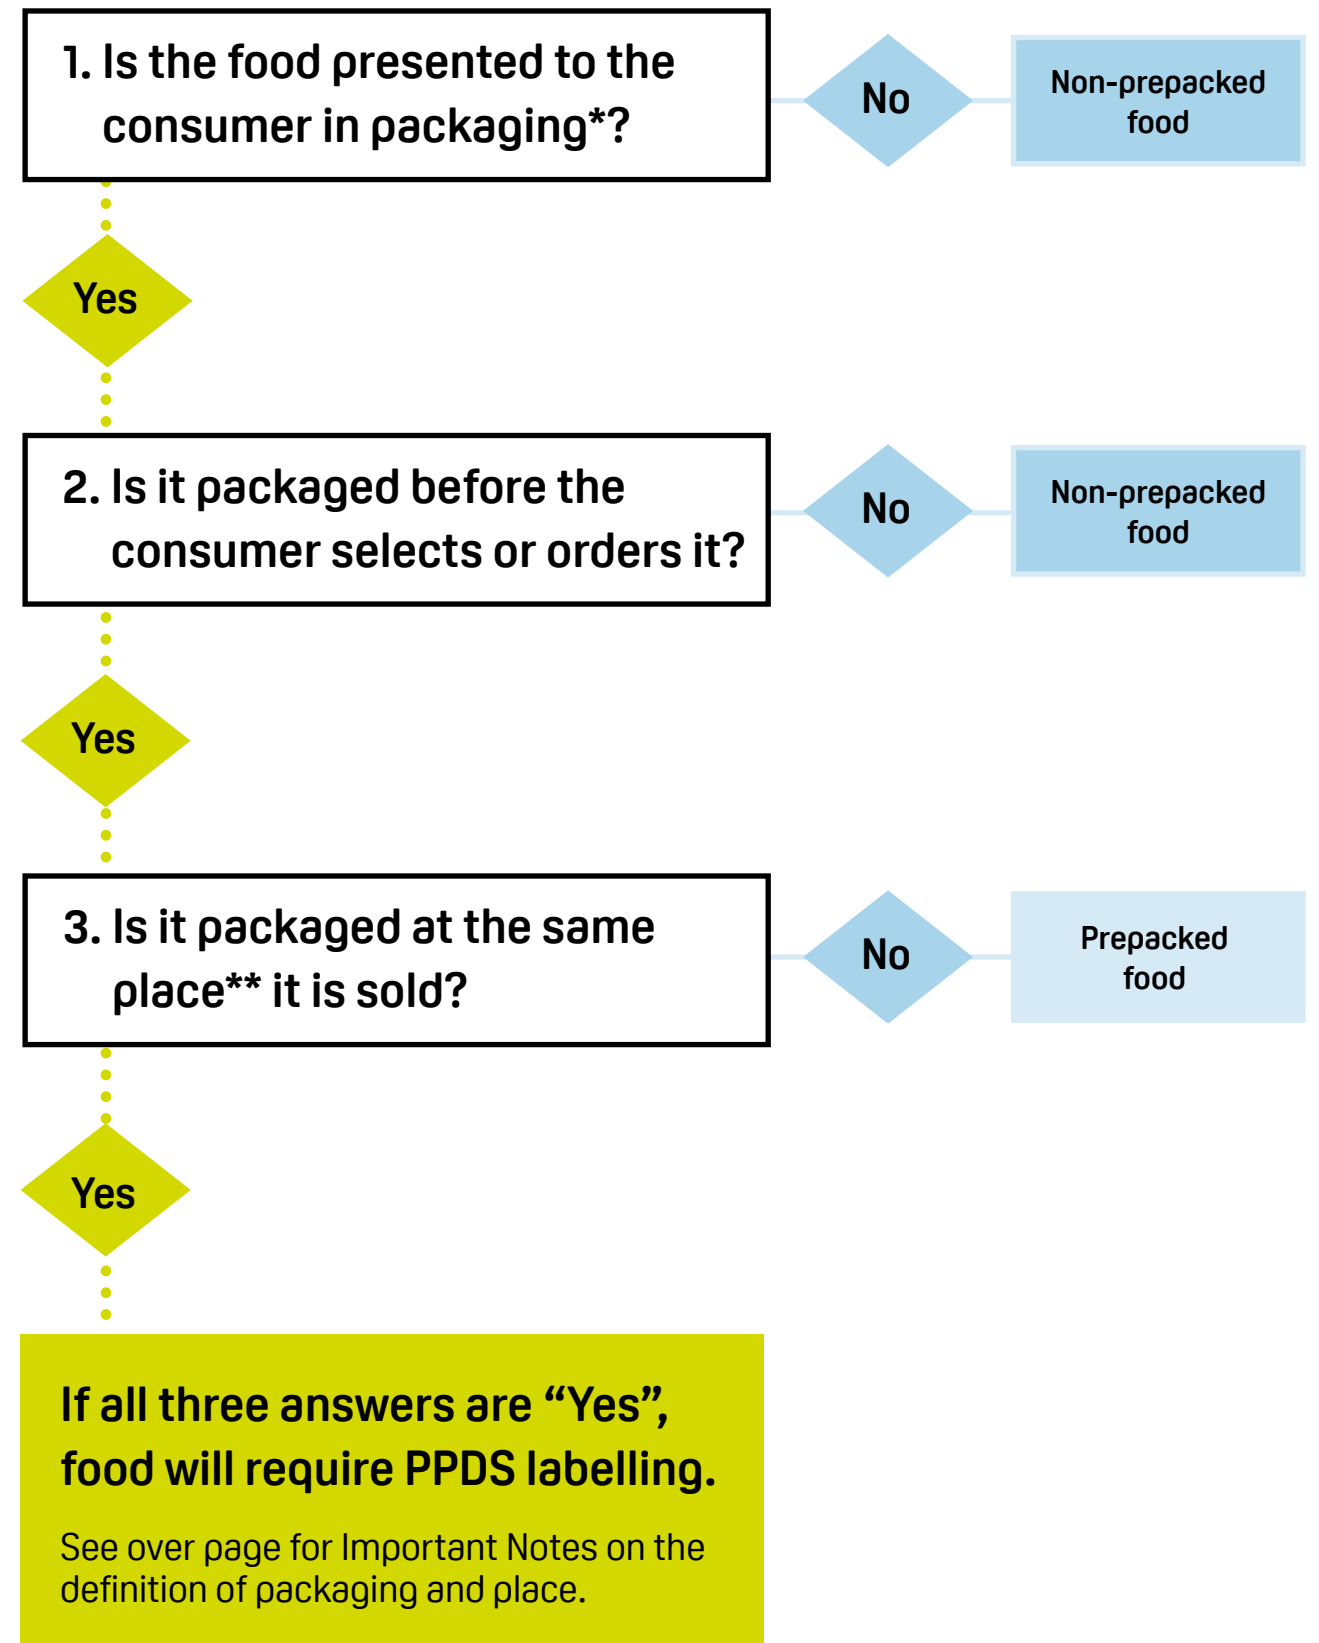 1. Is the food presented to the
consumer in packaging*?
No
Non-prepacked
food
Yes
2. Is it packaged before the
consumer selects or orders it?
No
Non-prepacked
food
Yes
3. Is it packaged at the same
place** it is sold?
No
Prepacked
food
Yes
If all three answers are “Yes”,
food will require PPDS labelling.
See over page for Important Notes on the
definition of packaging and place.